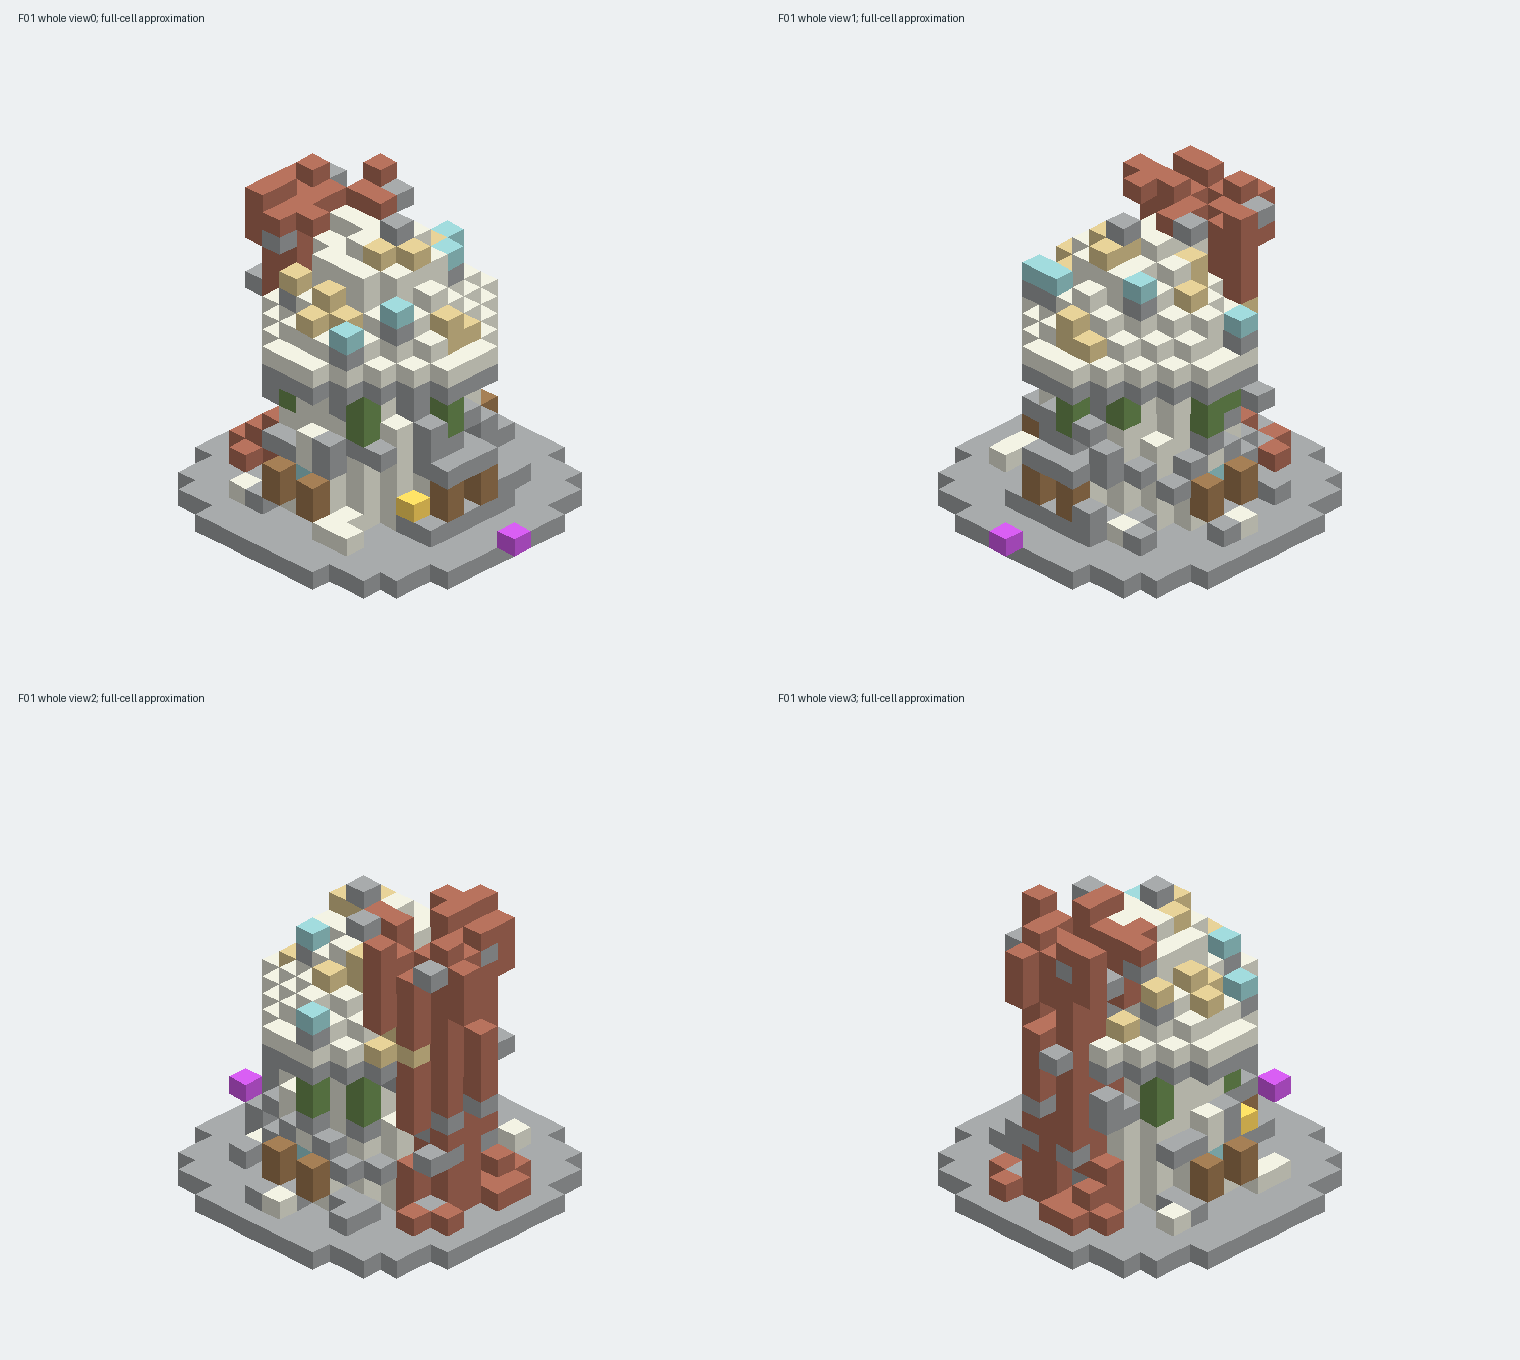 F01 whole view0; full-cell approximation
F01 whole view1; full-cell approximation
F01 whole view2; full-cell approximation
F01 whole view3; full-cell approximation